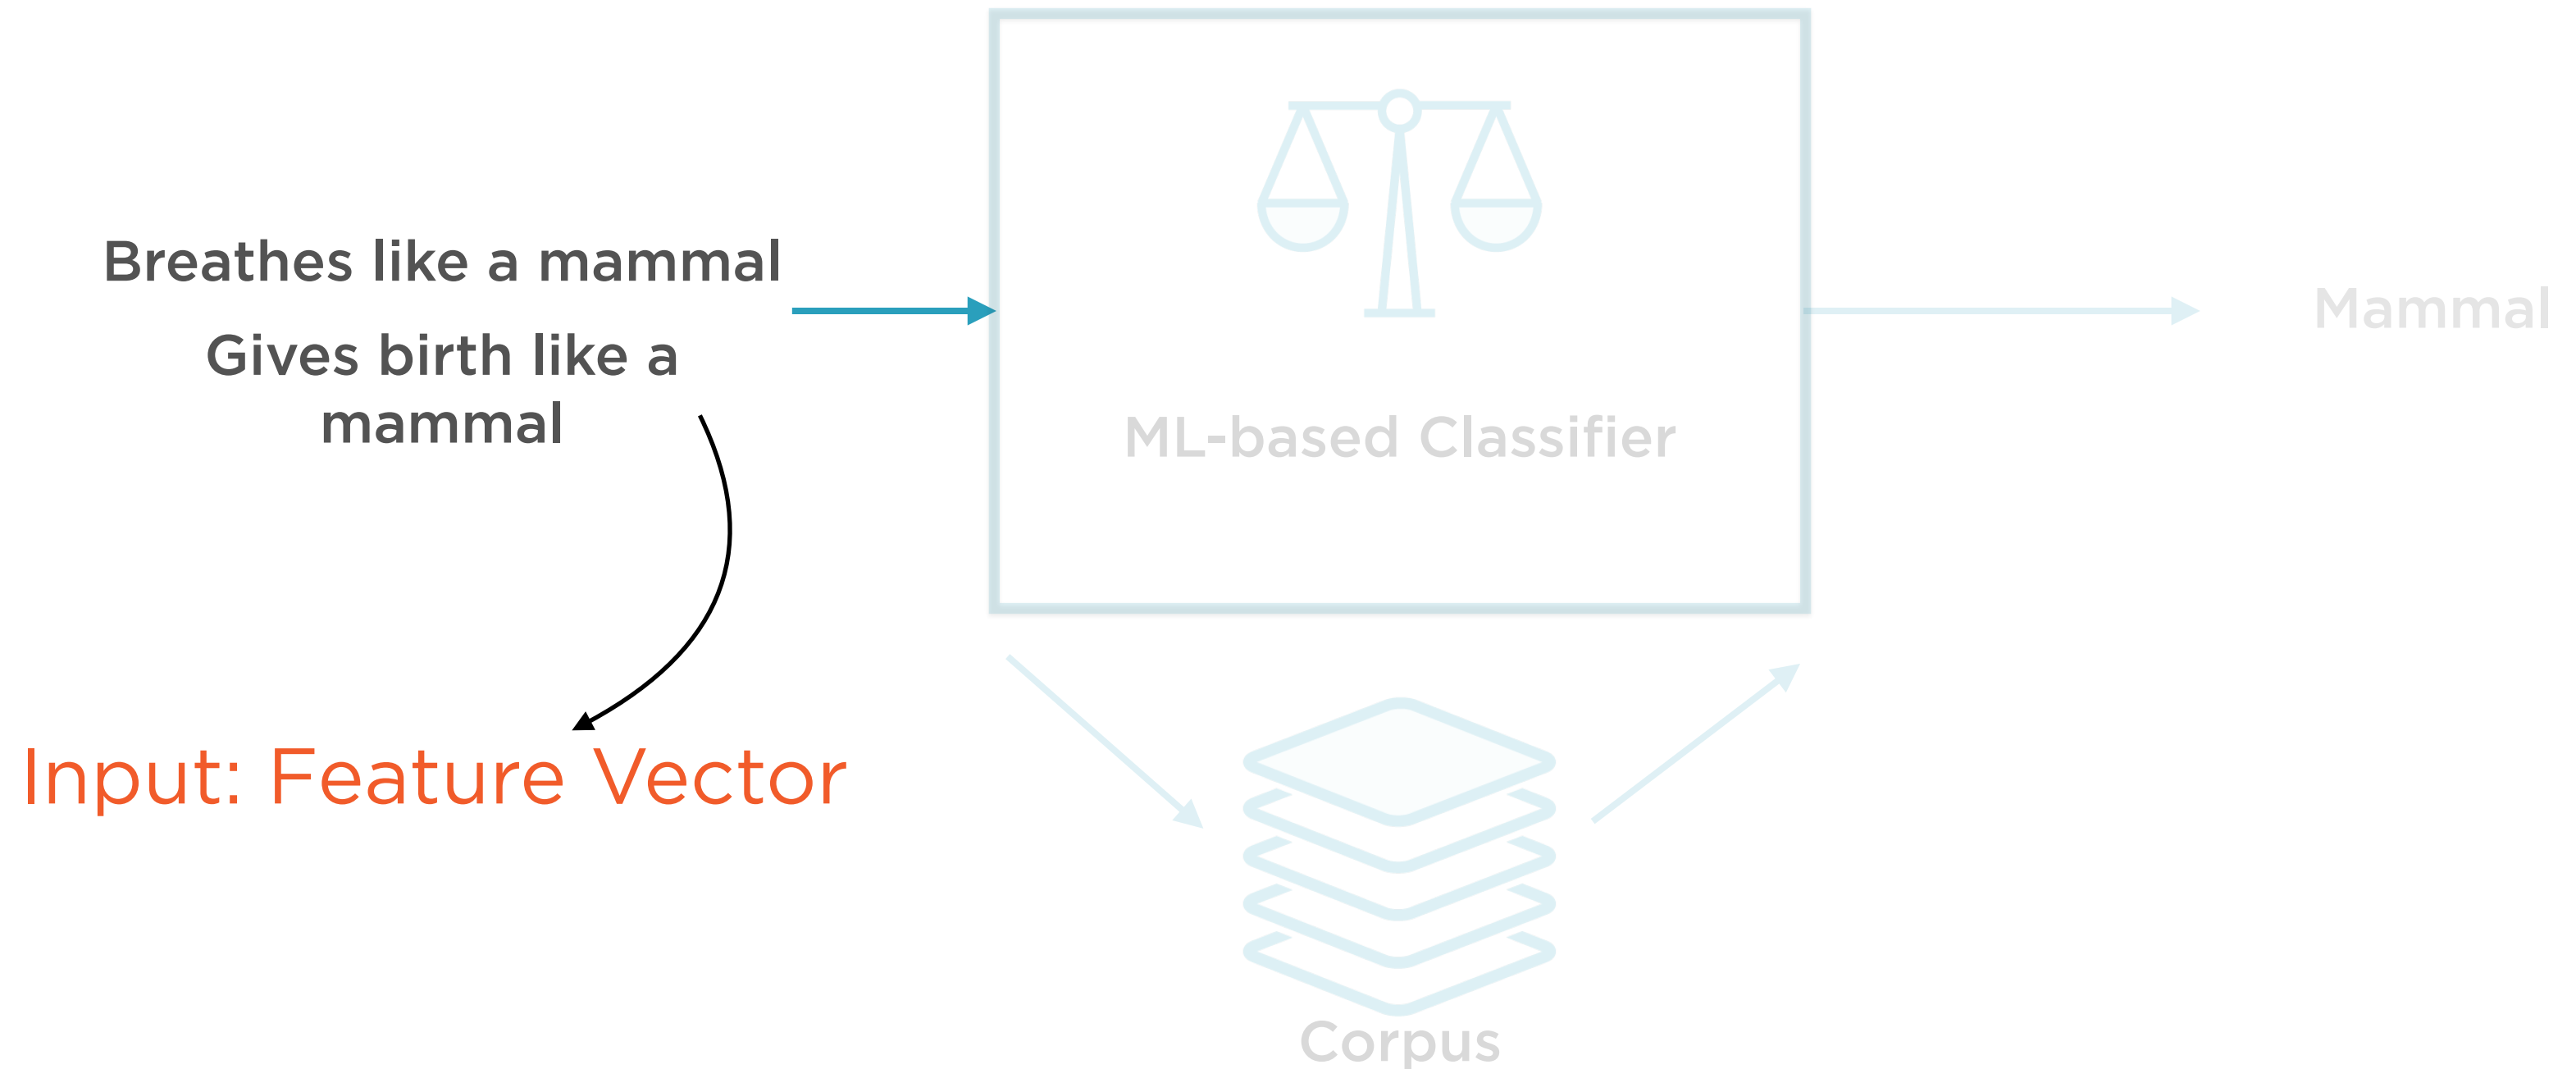 Breathes like a mammal
Gives birth like a
mammal
Input: Feature Vector
ML-based Classifier
Mammal
Corpus